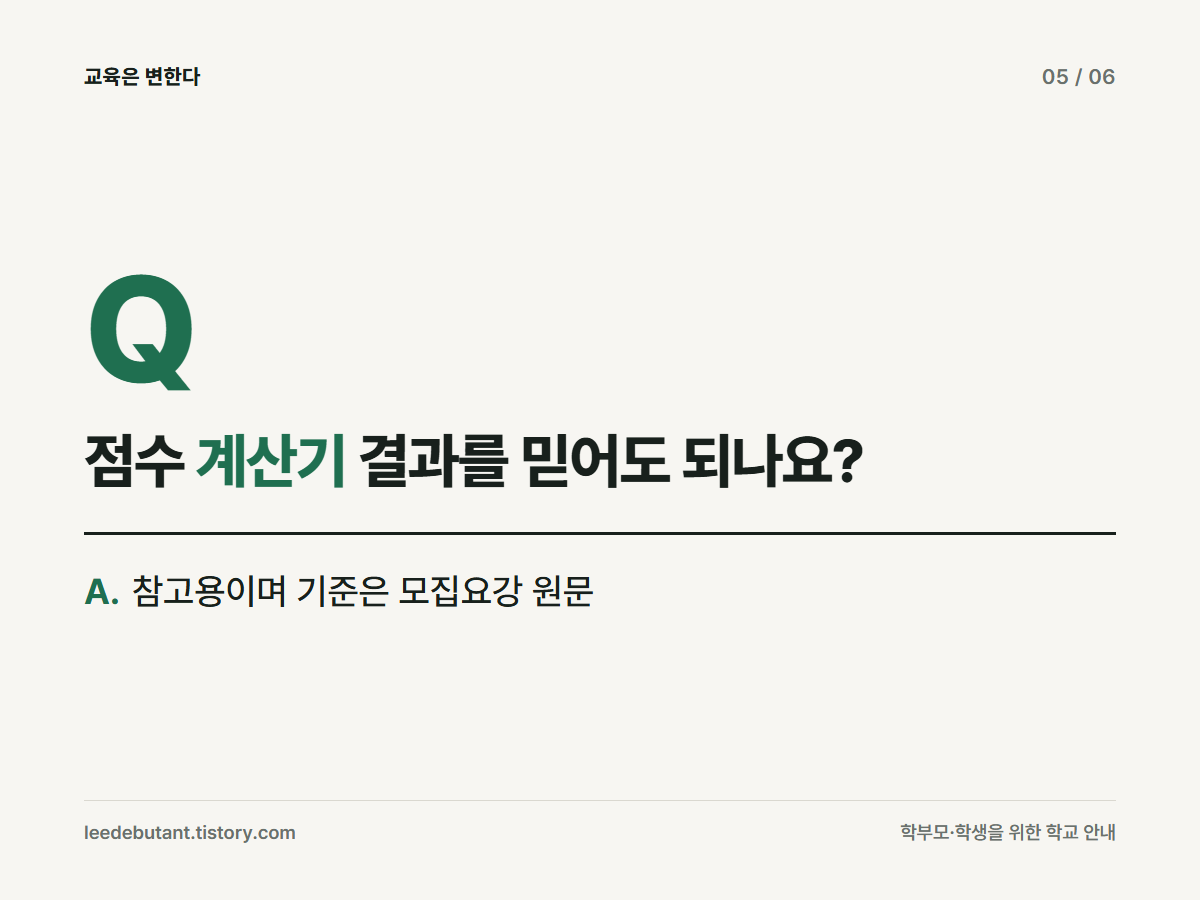 교육은 변한다
05 / 06
Q
점수 계산기 결과를 믿어도 되나요?
A. 참고용이며 기준은 모집요강 원문
leedebutant.tistory.com
학부모·학생을 위한 학교 안내